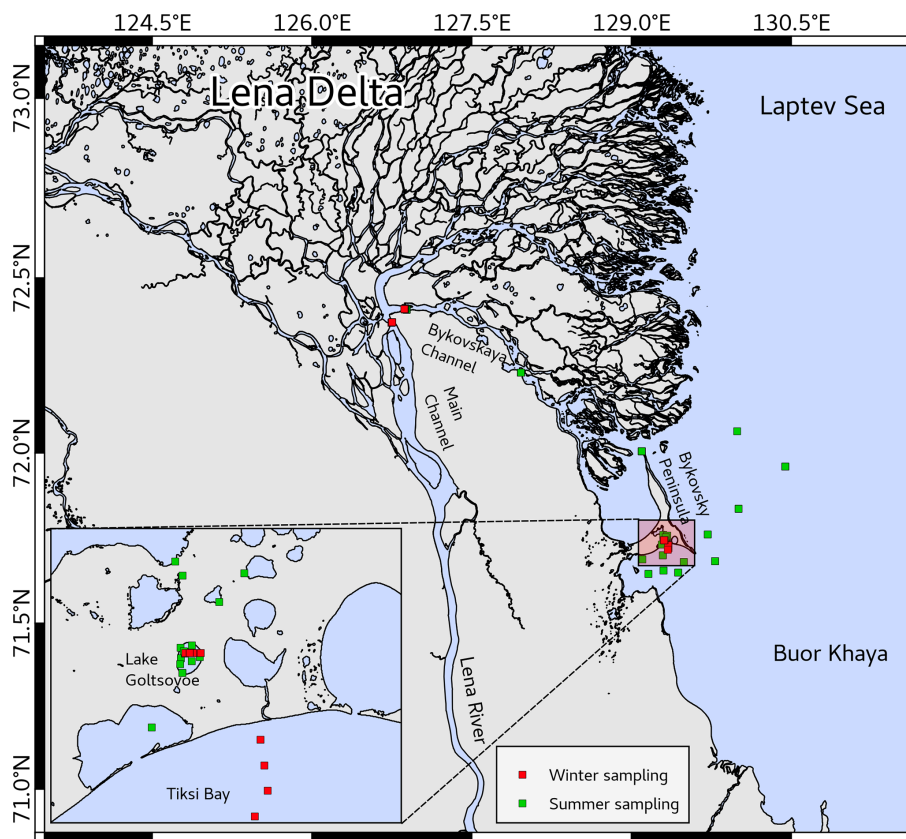 124.5°E 126.0°E 127.5°E 129.0°E 130.5°E
73.0°N
Lena Delta
Laptev Sea
72.5°N
Bykovskaya
Channel
Main
Channel
72.0°N
Bykovsky
Peninsula
71.5°N
Lake
Goltsovoe
Buor Khaya
Lena River
71.0°N
Tiksi Bay
Winter sampling
Summer sampling